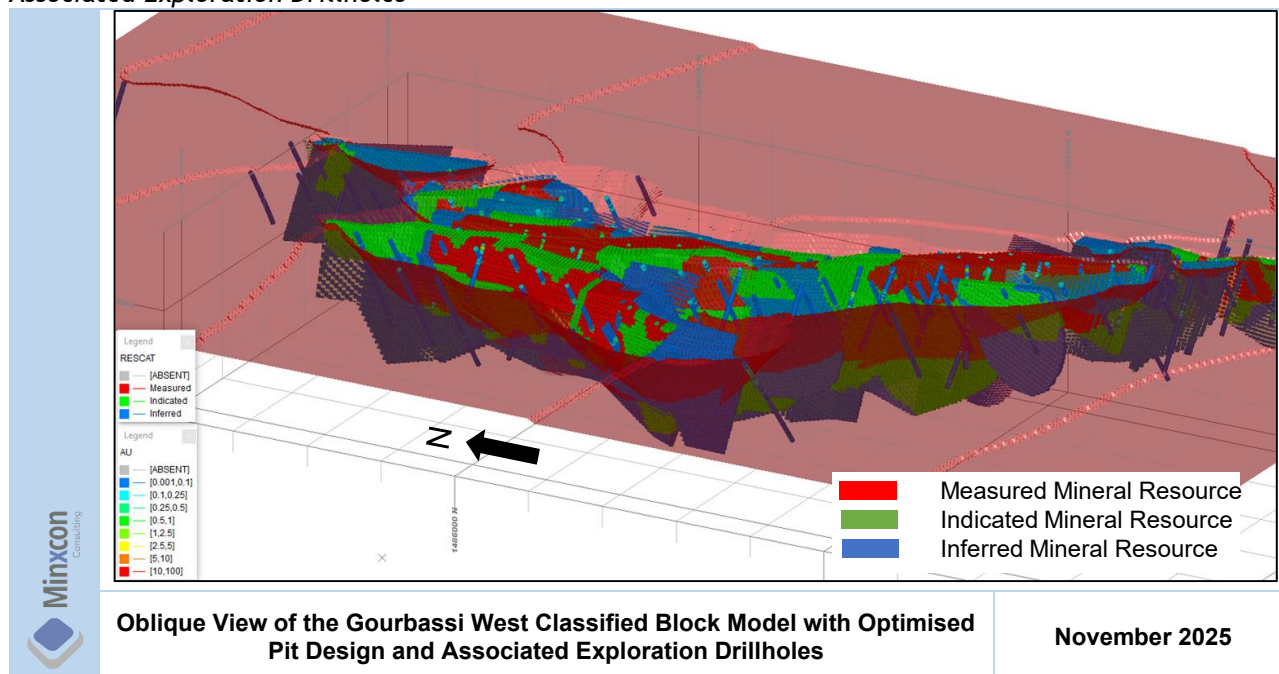 Associated Exploration Drillholes
Legend
RESCAT
[ABSENT]
Measured
Indicated
Inferred
Legend
AU
[ABSENT]
[0.001,0.1]
[0.1,0.25]
[0.25,0.5]
[0.5,1]
[1,2.5]
[2.5,5]
[5,10]
[10,100]
N
1486000 N
Measured Mineral Resource
Indicated Mineral Resource
Inferred Mineral Resource
Minxcon
Consulting
Oblique View of the Gourbassi West Classified Block Model with Optimised
Pit Design and Associated Exploration Drillholes
November 2025